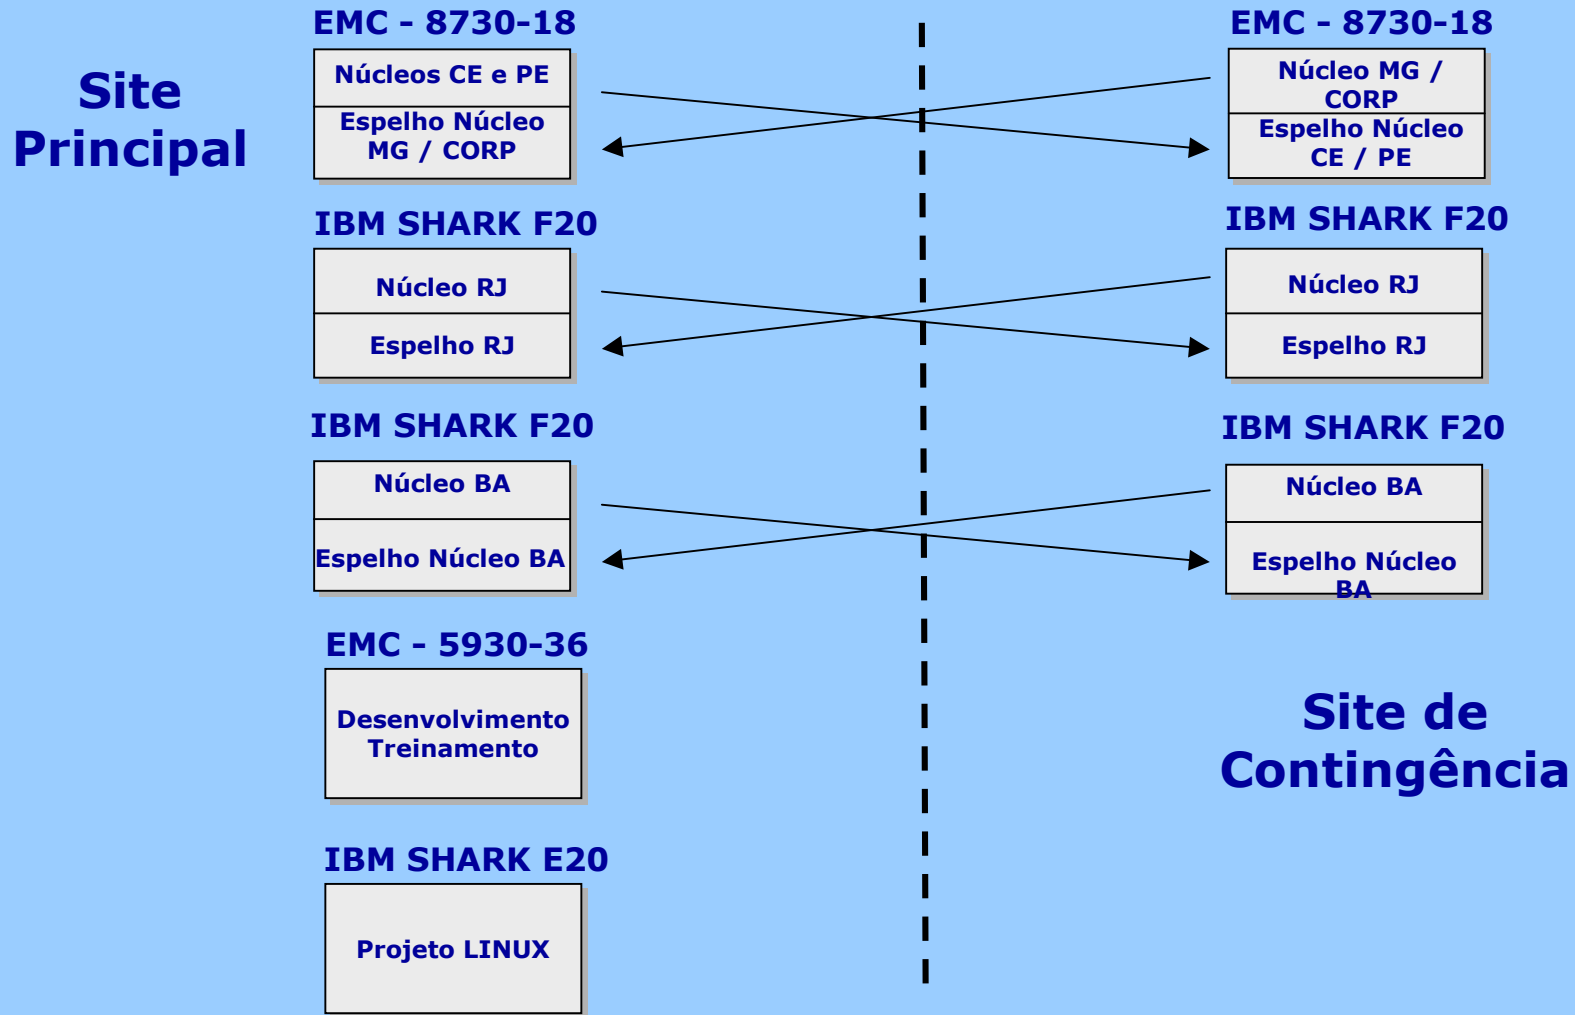 Site
Principal
EMC - 8730-18
Núcleos CE e PE
Espelho Núcleo
MG / CORP
IBM SHARK F20
Núcleo RJ
Espelho RJ
IBM SHARK F20
Núcleo BA
Espelho Núcleo BA
EMC - 5930-36
Desenvolvimento
Treinamento
IBM SHARK E20
Projeto LINUX
EMC - 8730-18
Núcleo MG /
CORP
Espelho Núcleo
CE / PE
IBM SHARK F20
Núcleo RJ
Espelho RJ
IBM SHARK F20
Núcleo BA
Espelho Núcleo
BA
Site de
Contingência